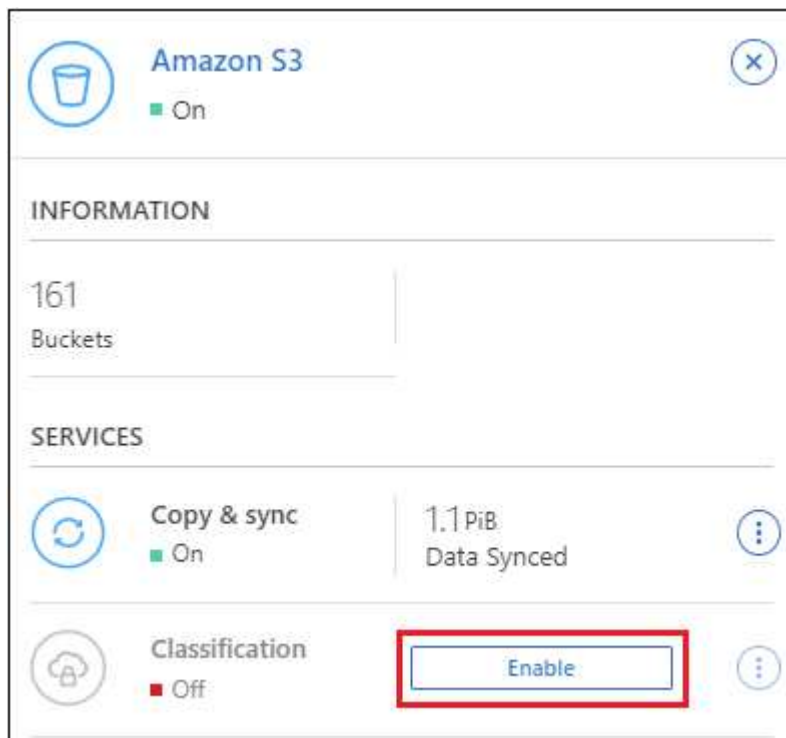 Amazon S3
On
INFORMATION
161
Buckets
SERVICES
Copy & sync
On
1.1 PiB
Data Synced
Classification
Off
Enable